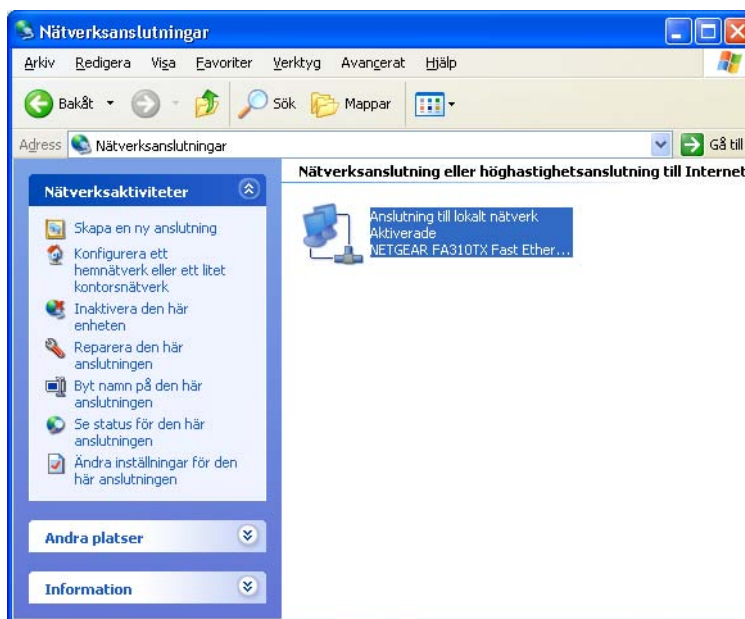 Nätverksanslutningar
Arkiv Redigera Visa Favoriter Verktyg Avancerat Hjälp
Bakåt Sök Mappar
Adress Nätverksanslutningar Gå till
Nätverksaktiviteter
Skapa en ny anslutning
Konfigurera ett
hemnätverk eller ett litet
kontorsnätverk
Inaktivera den här
enheten
Reparera den här
anslutningen
Byt namn på den här
anslutningen
Se status för den här
anslutningen
Ändra inställningar för den
här anslutningen
Andra platser
Information
Nätverksanslutning eller höghastighetsanslutning till Internet
Anslutning till lokalt nätverk
Aktiverade
NETGEAR FA310TX Fast Ether...